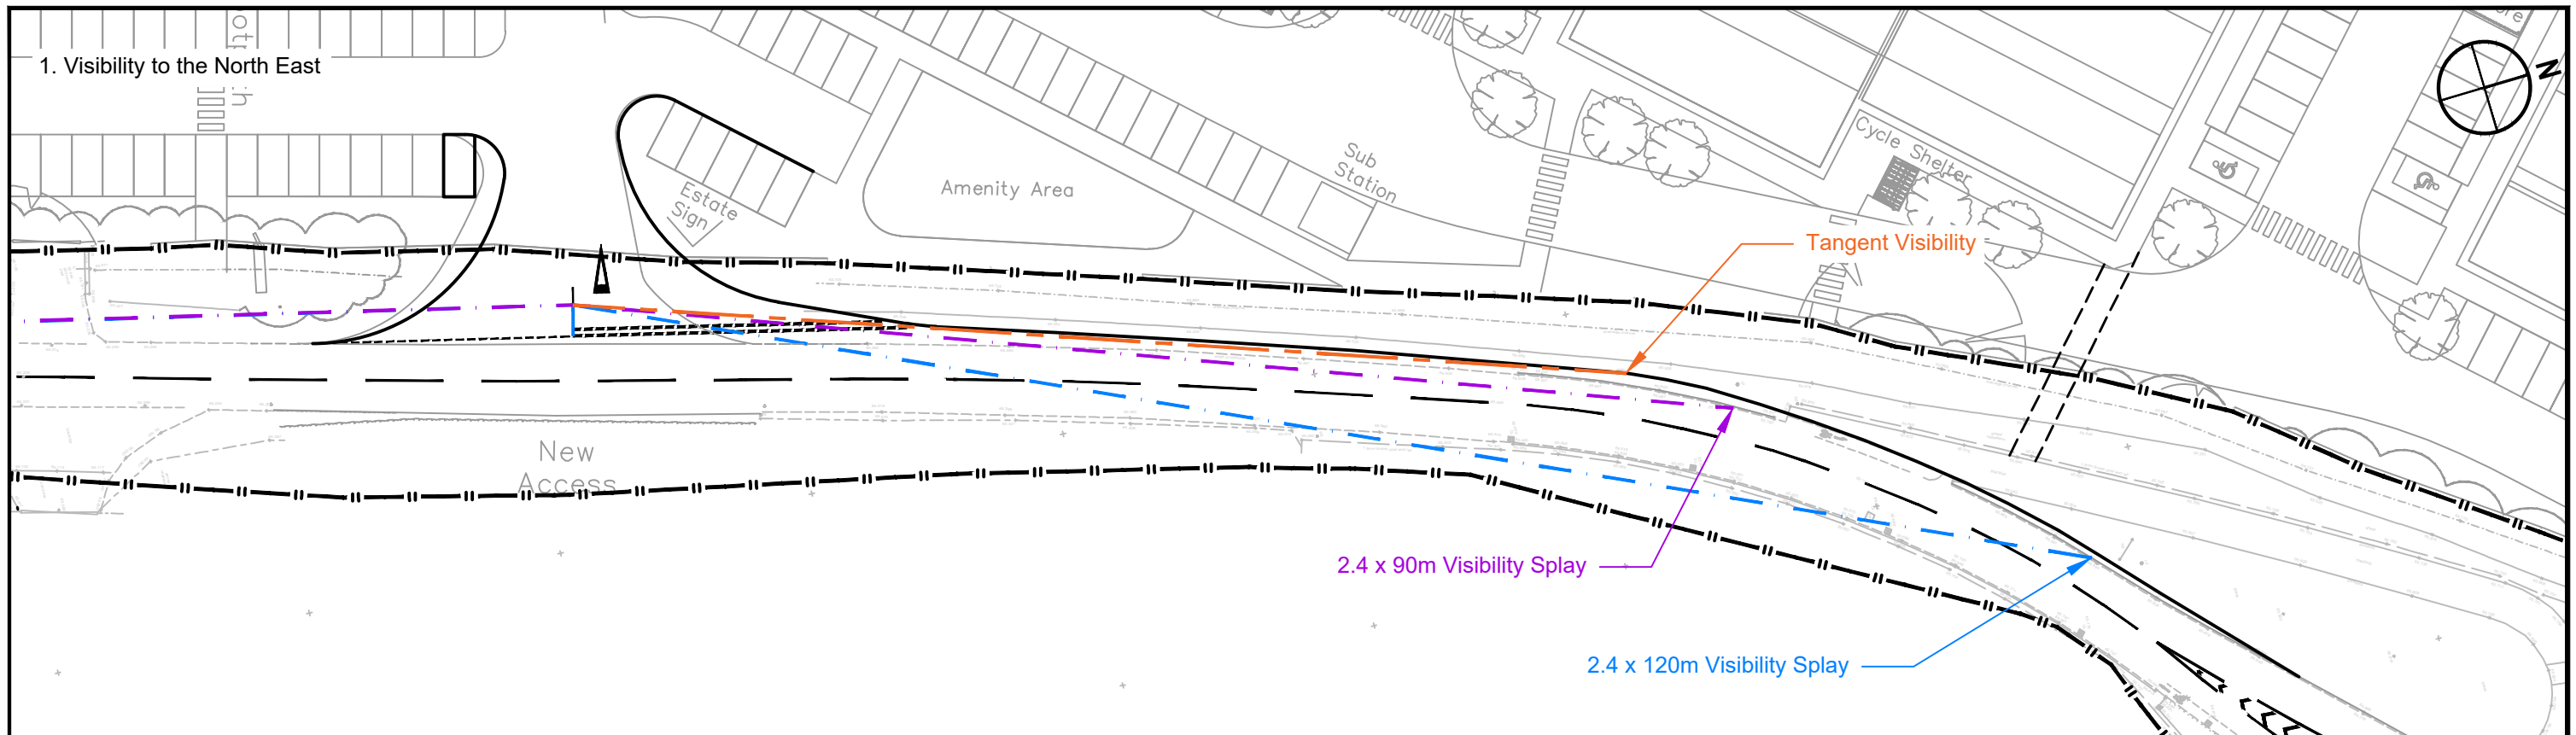 1. Visibility to the North East
N
Cycle Shelter
Sub
Station
Amenity Area
Estate
Sign
Tangent Visibility
New
Access
2.4 x 90m Visibility Splay
2.4 x 120m Visibility Splay